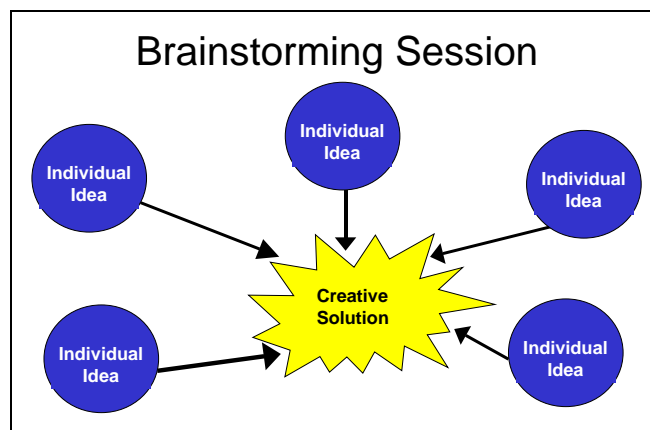 Brainstorming Session
Individual
Idea
Individual
Idea
Individual
Idea
Creative
Solution
Individual
Idea
Individual
Idea